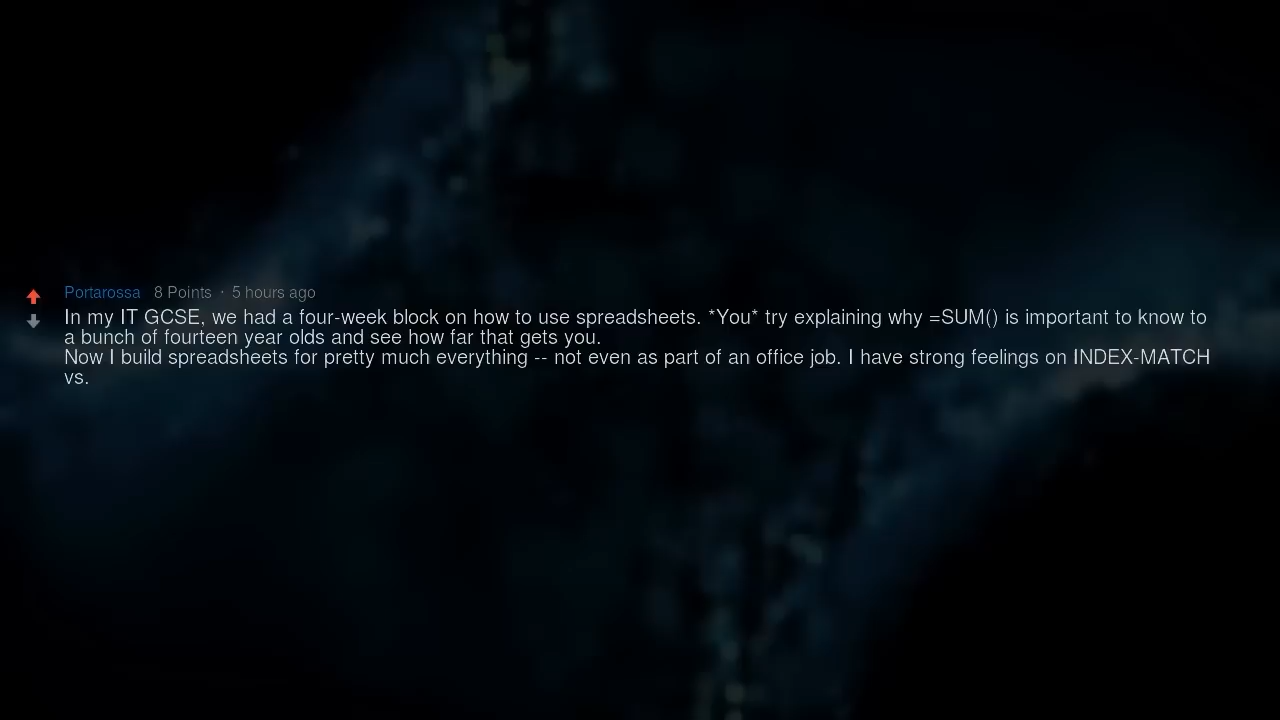 Portarossa 8 Points · 5 hours ago
In my IT GCSE, we had a four-week block on how to use spreadsheets. *You* try explaining why =SUM() is important to know to
a bunch of fourteen year olds and see how far that gets you.
Now I build spreadsheets for pretty much everything -- not even as part of an office job. I have strong feelings on INDEX-MATCH
vs.